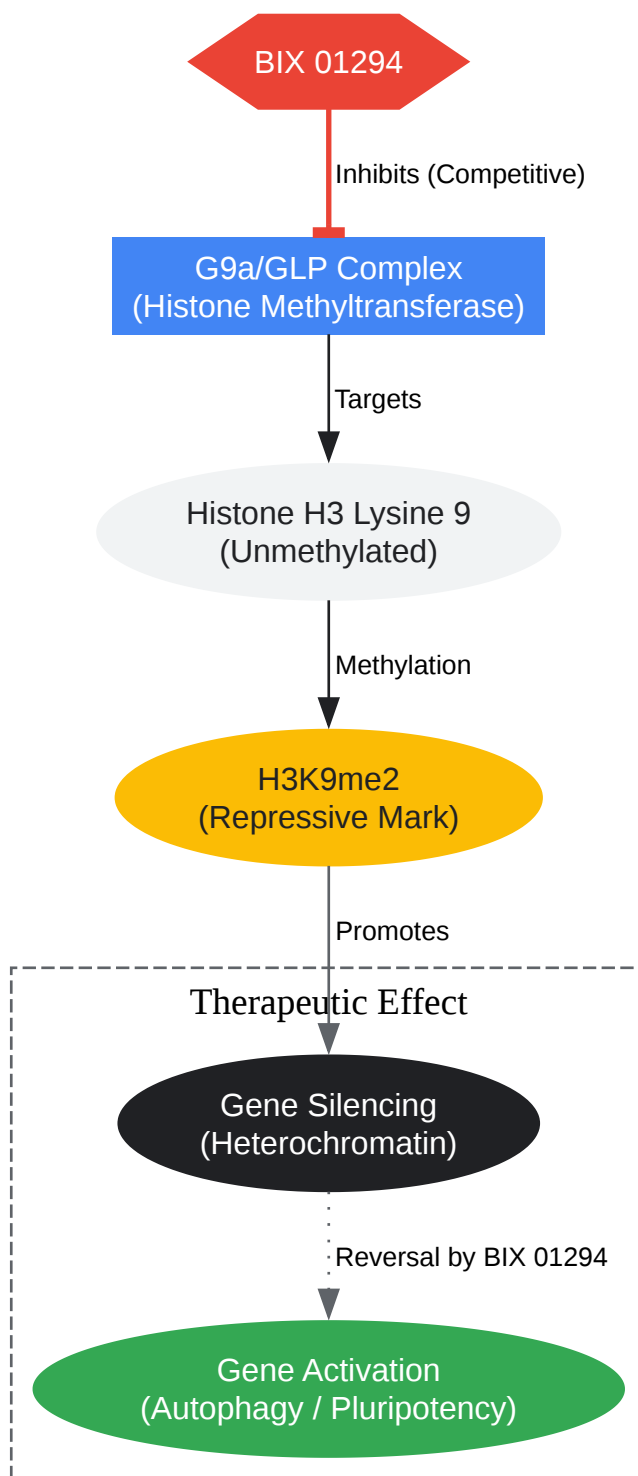 BIX 01294
Inhibits (Competitive)
G9a/GLP Complex
(Histone Methyltransferase)
Targets
Histone H3 Lysine 9
(Unmethylated)
Methylation
H3K9me2
(Repressive Mark)
Promotes
Therapeutic Effect
Gene Silencing
(Heterochromatin)
Reversal by BIX 01294
Gene Activation
(Autophagy / Pluripotency)